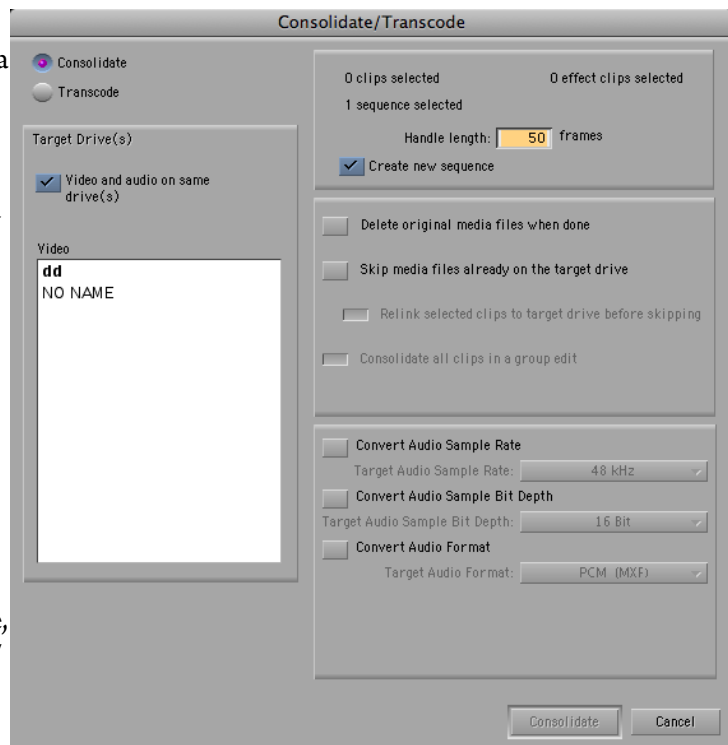 Consolidate/Transcode
a
Consolidate
Transcode
Target Drive(s)
Video and audio on same
drive(s)
Video
dd
NO NAME
e,
0 clips selected 0 effect clips selected
1 sequence selected
Handle length: 50 frames
Create new sequence
Delete original media files when done
Skip media files already on the target drive
Relink selected clips to target drive before skipping
Consolidate all clips in a group edit
Convert Audio Sample Rate
Target Audio Sample Rate: 48 kHz
Convert Audio Sample Bit Depth
Target Audio Sample Bit Depth: 16 Bit
Convert Audio Format
Target Audio Format: PCM (MXF)
Consolidate Cancel